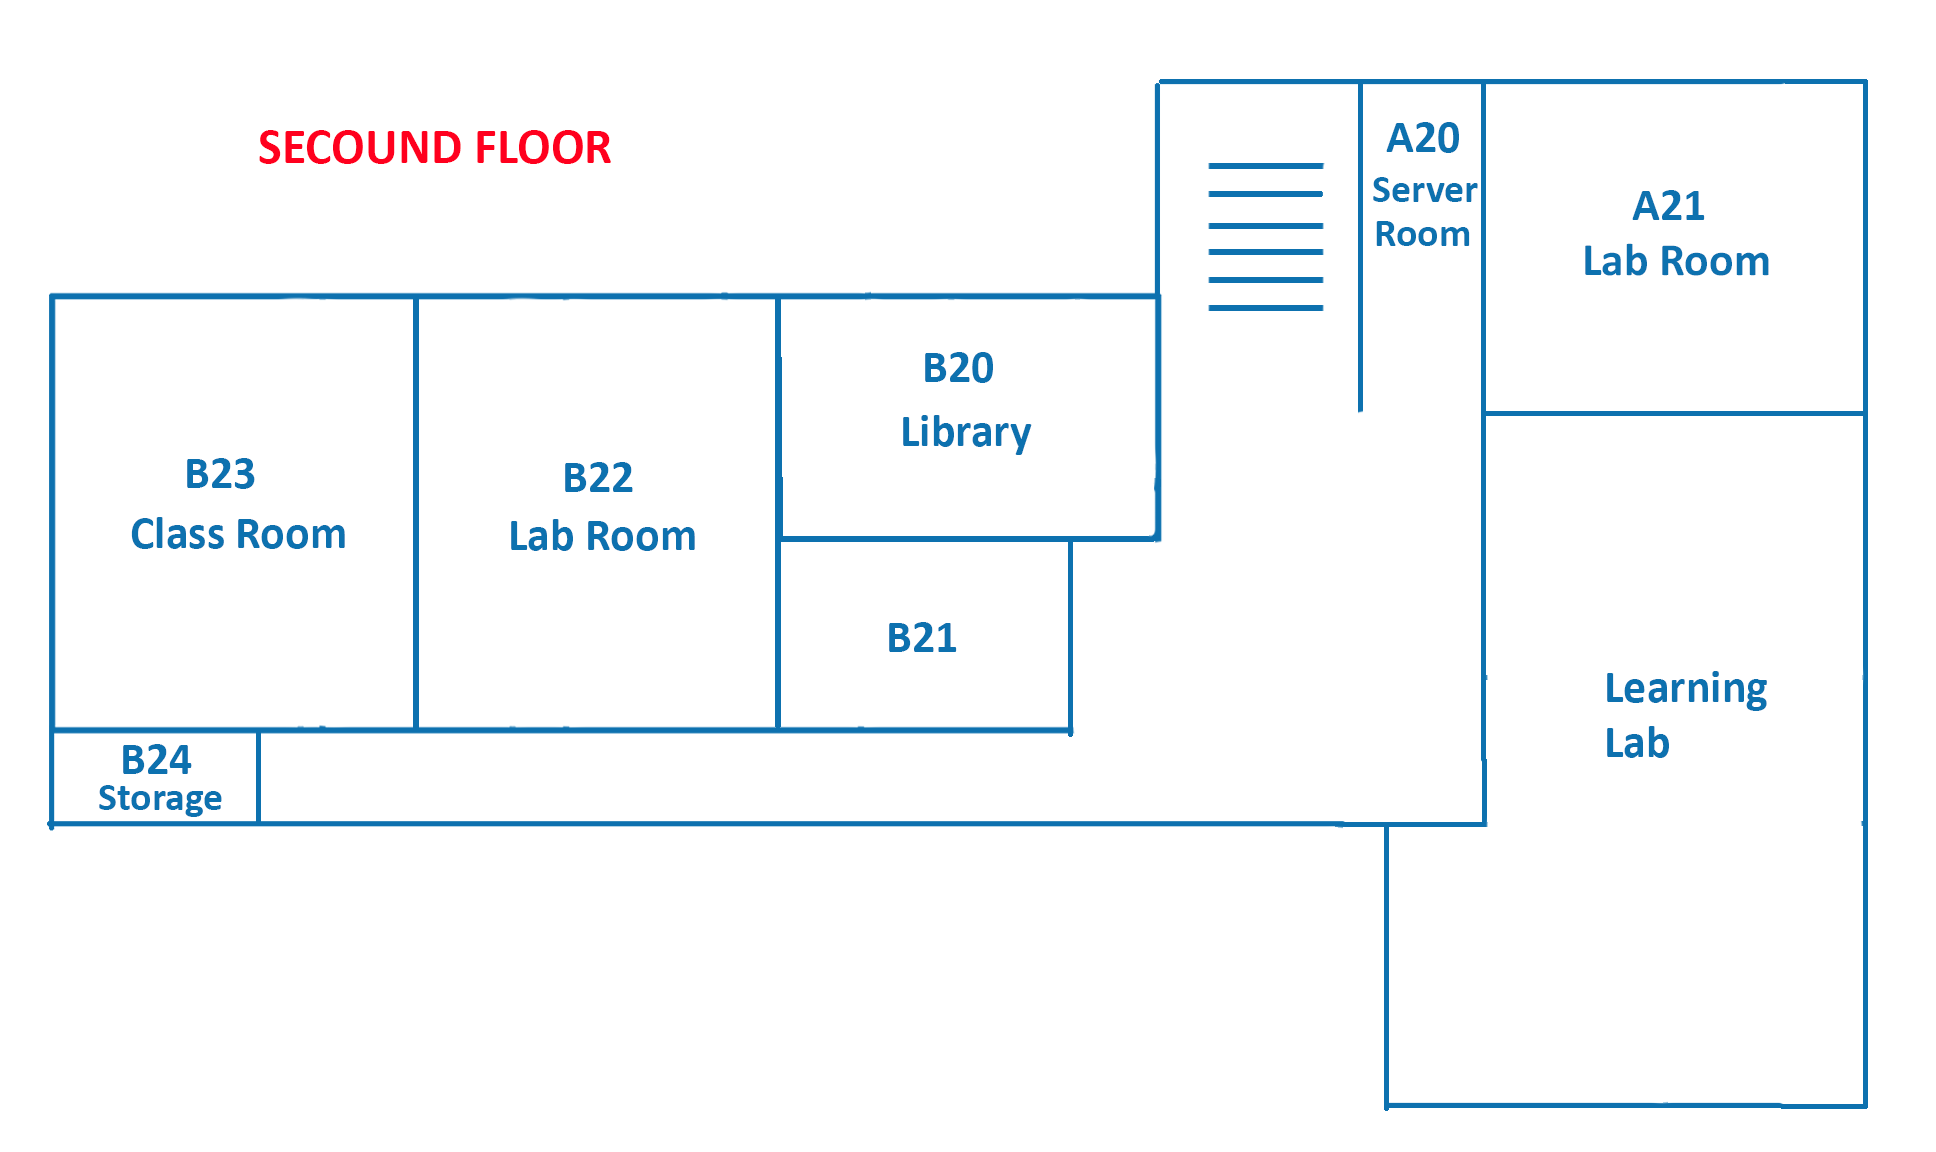 SECOUND FLOOR
A20
Server
Room
A21
Lab Room
B20
Library
B23
Class Room
B22
Lab Room
B21
Learning
Lab
B24
Storage